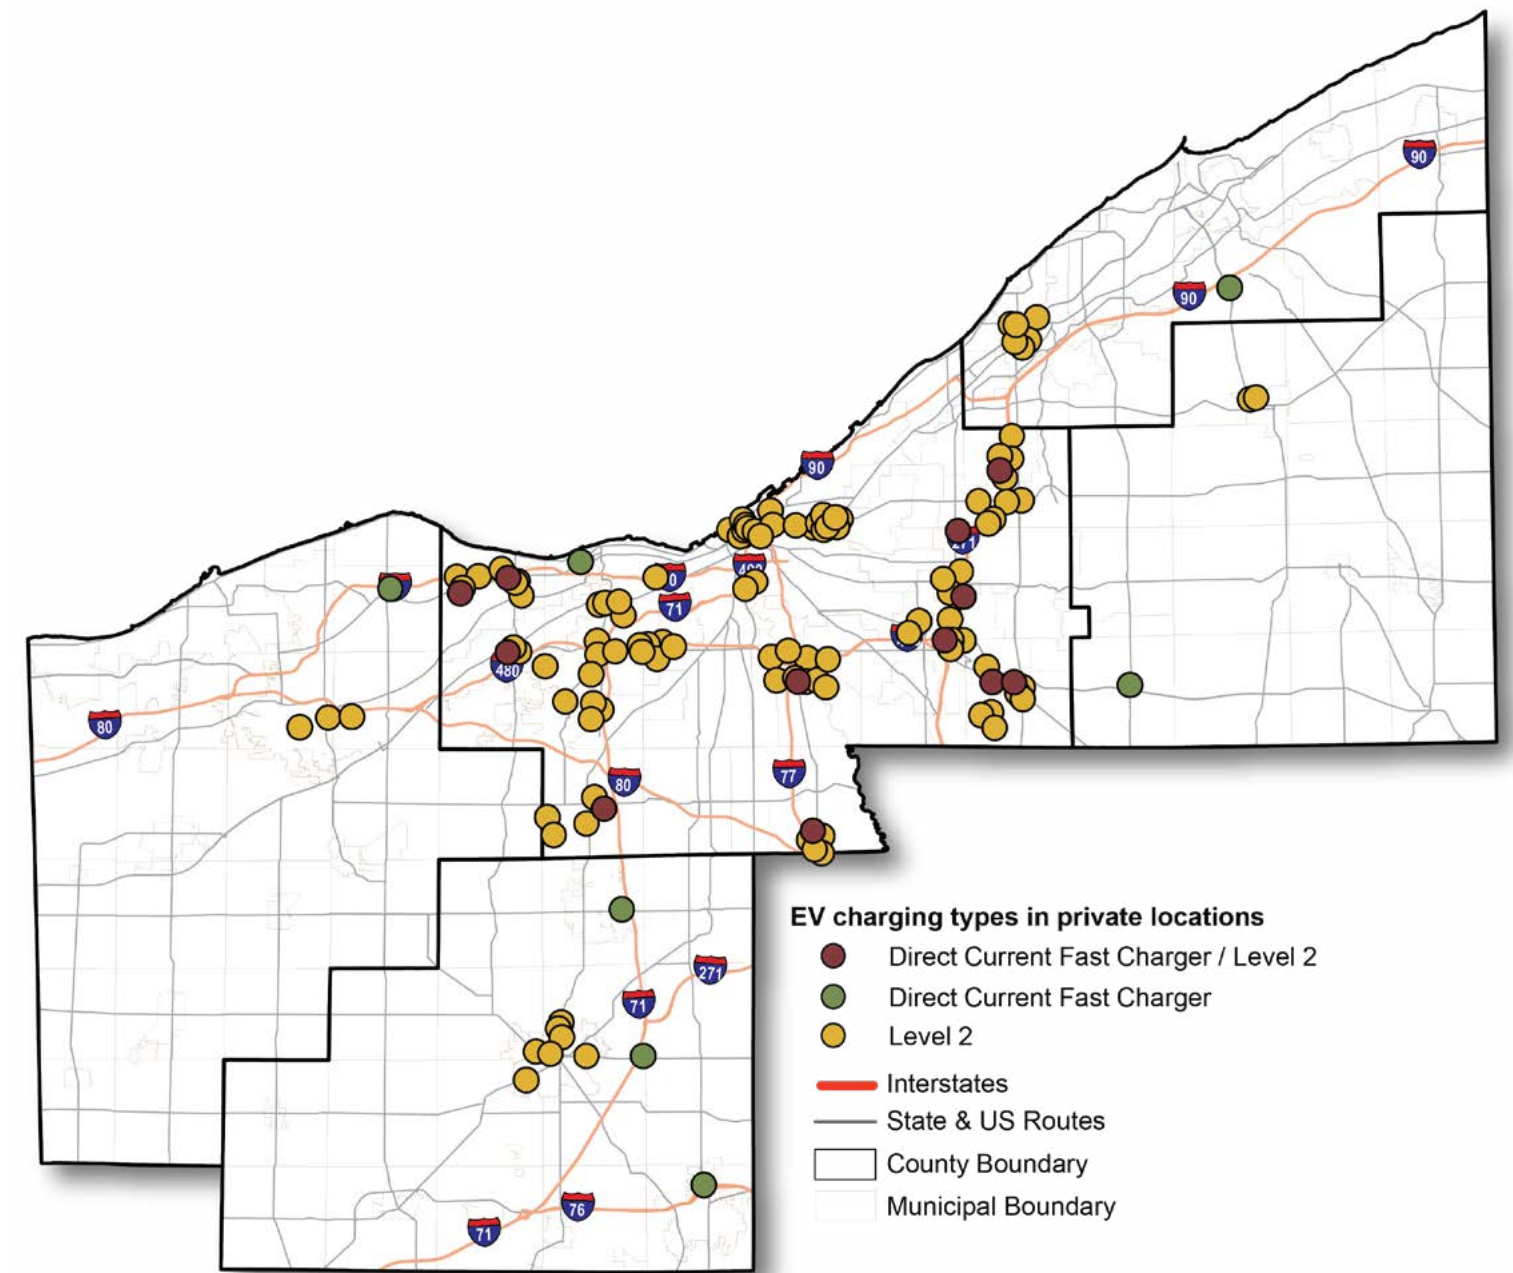 90
90
90
271
490
71
480
80
80
77
EV charging types in private locations
Direct Current Fast Charger / Level 2
Direct Current Fast Charger
Level 2
271
71
Interstates
State & US Routes
County Boundary
76
Municipal Boundary
71